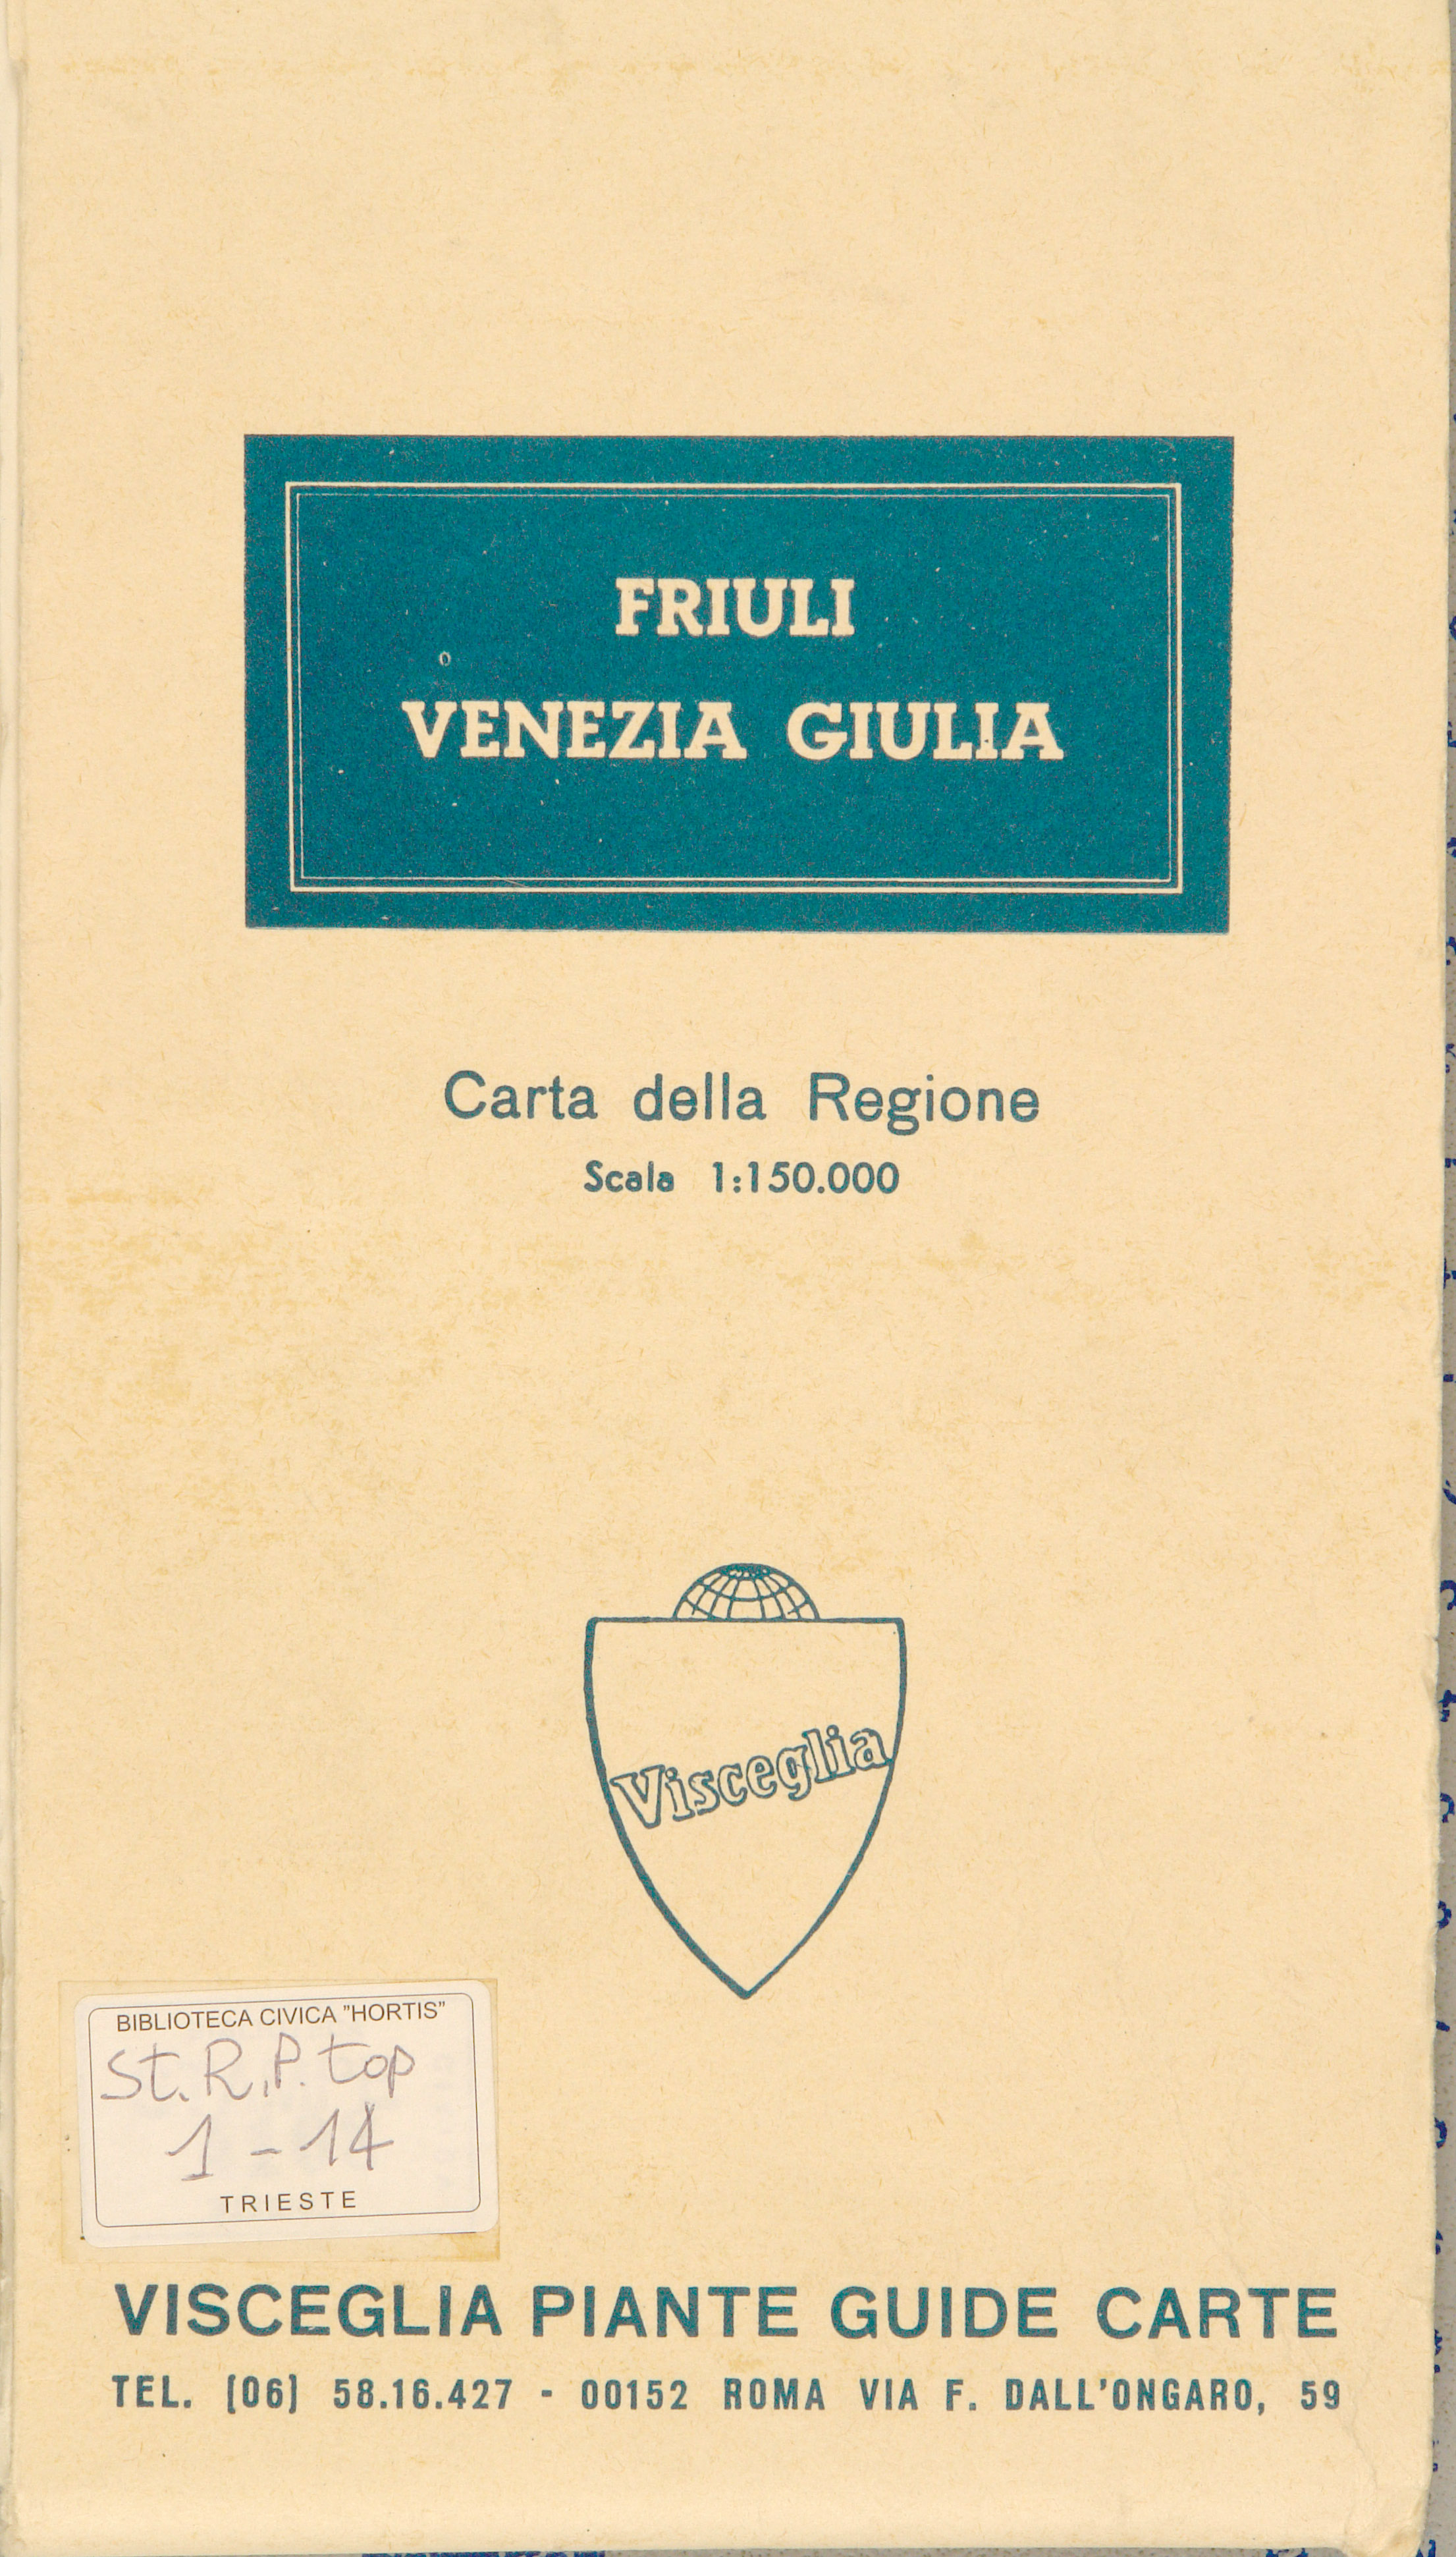 FRIULI
VENEZIA GIULIA
Carta della Regione
Scala 1:150.000
Visceglia
BIBLIOTECA CIVICA "HORTIS"
St. R.P. top
1 - 14
TRIESTE
VISCEGLIA PIANTE GUIDE CARTE
TEL. (06) 58.16.427 - 00152 ROMA VIA F. DALL'ONGARO, 59